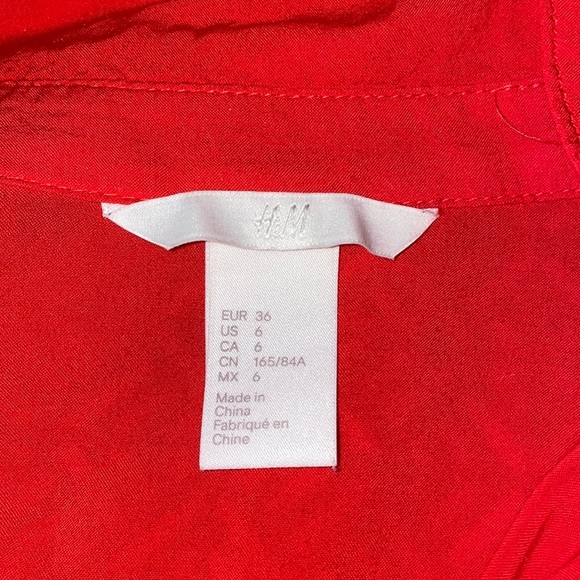 H&M
EUR 36
US 6
CA 6
CN 165/84A
MX 6
Made in
China
Fabriqué en
Chine